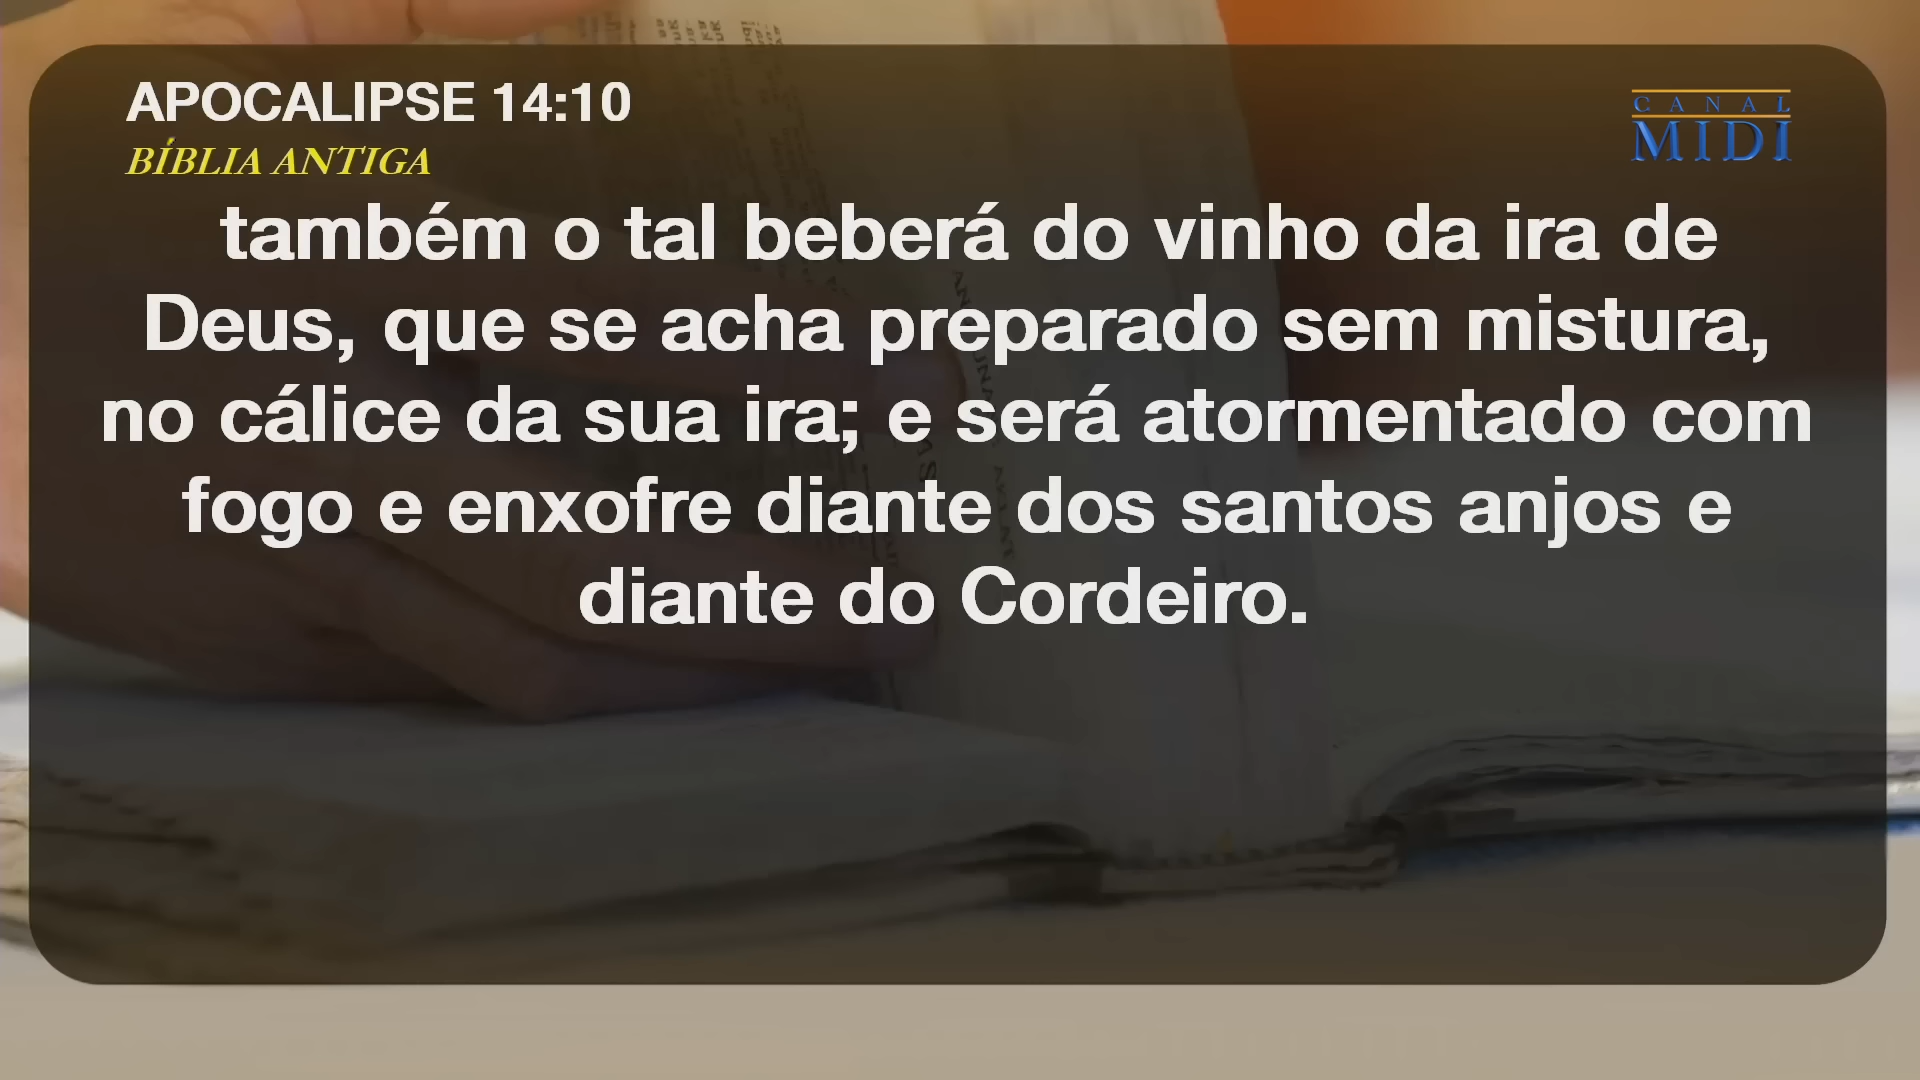 APOCALIPSE 14:10
BÍBLIA ANTIGA
CANAL
MIDI
também o tal beberá do vinho da ira de
Deus, que se acha preparado sem mistura,
no cálice da sua ira; e será atormentado com
fogo e enxofre diante dos santos anjos e
diante do Cordeiro.